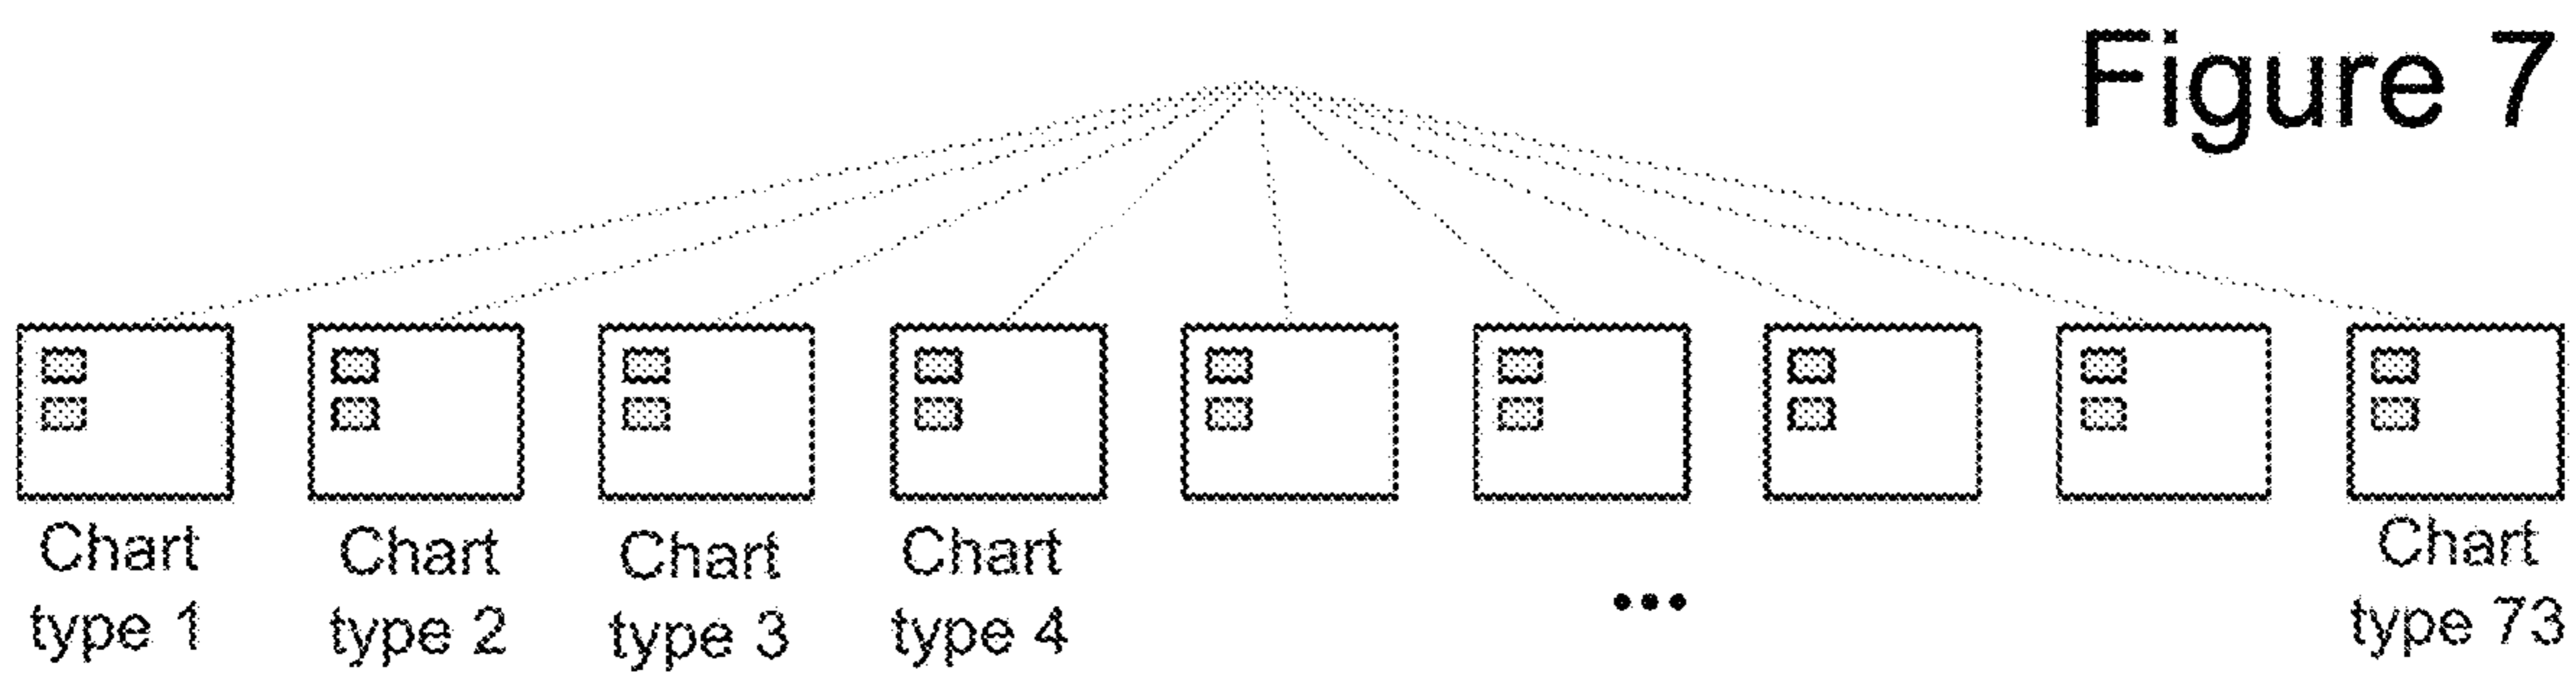 Figure 7
Chart
type 1
Chart
type 2
Chart
type 3
Chart
type 4
...
Chart
type 73